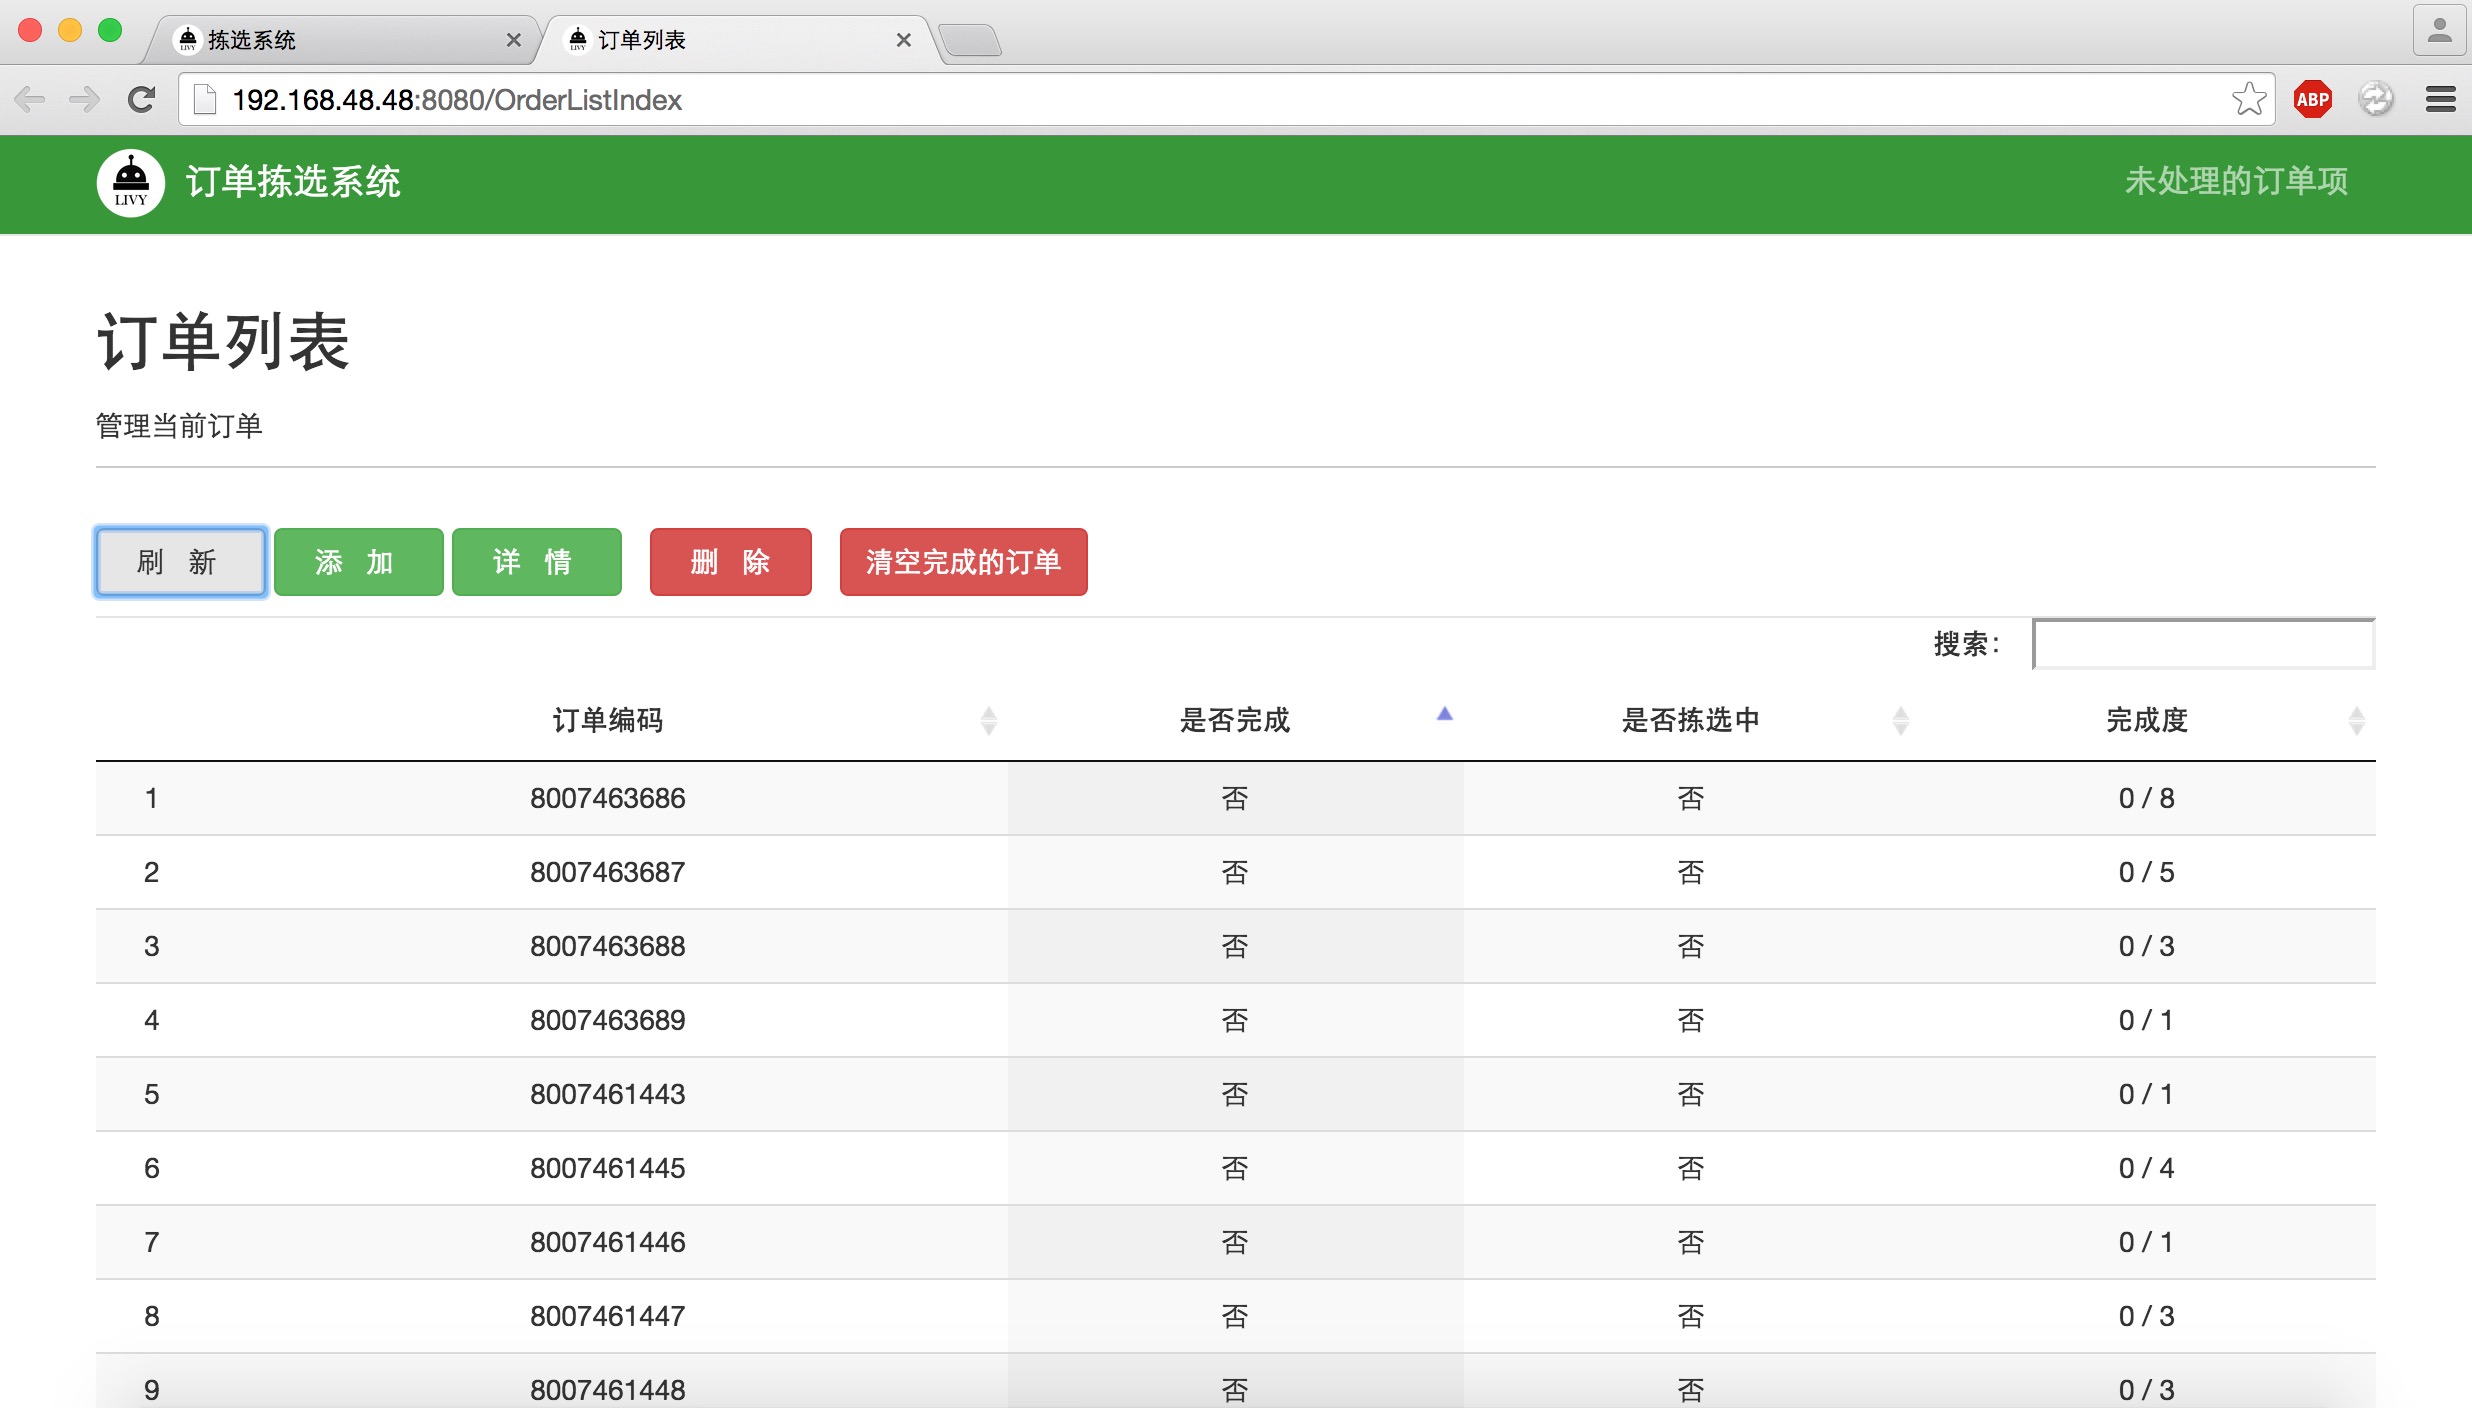 拣选系统
订单列表
192.168.48.48:8080/OrderListIndex
ABP
LIVY 订单拣选系统 未处理的订单项
订单列表
管理当前订单
刷 新 添 加 详 情 删 除 清空完成的订单
搜索：
订单编码 是否完成 是否拣选中 完成度
1 8007463686 否 否 0 / 8
2 8007463687 否 否 0 / 5
3 8007463688 否 否 0 / 3
4 8007463689 否 否 0 / 1
5 8007461443 否 否 0 / 1
6 8007461445 否 否 0 / 4
7 8007461446 否 否 0 / 1
8 8007461447 否 否 0 / 3
9 8007461448 否 否 0 / 3